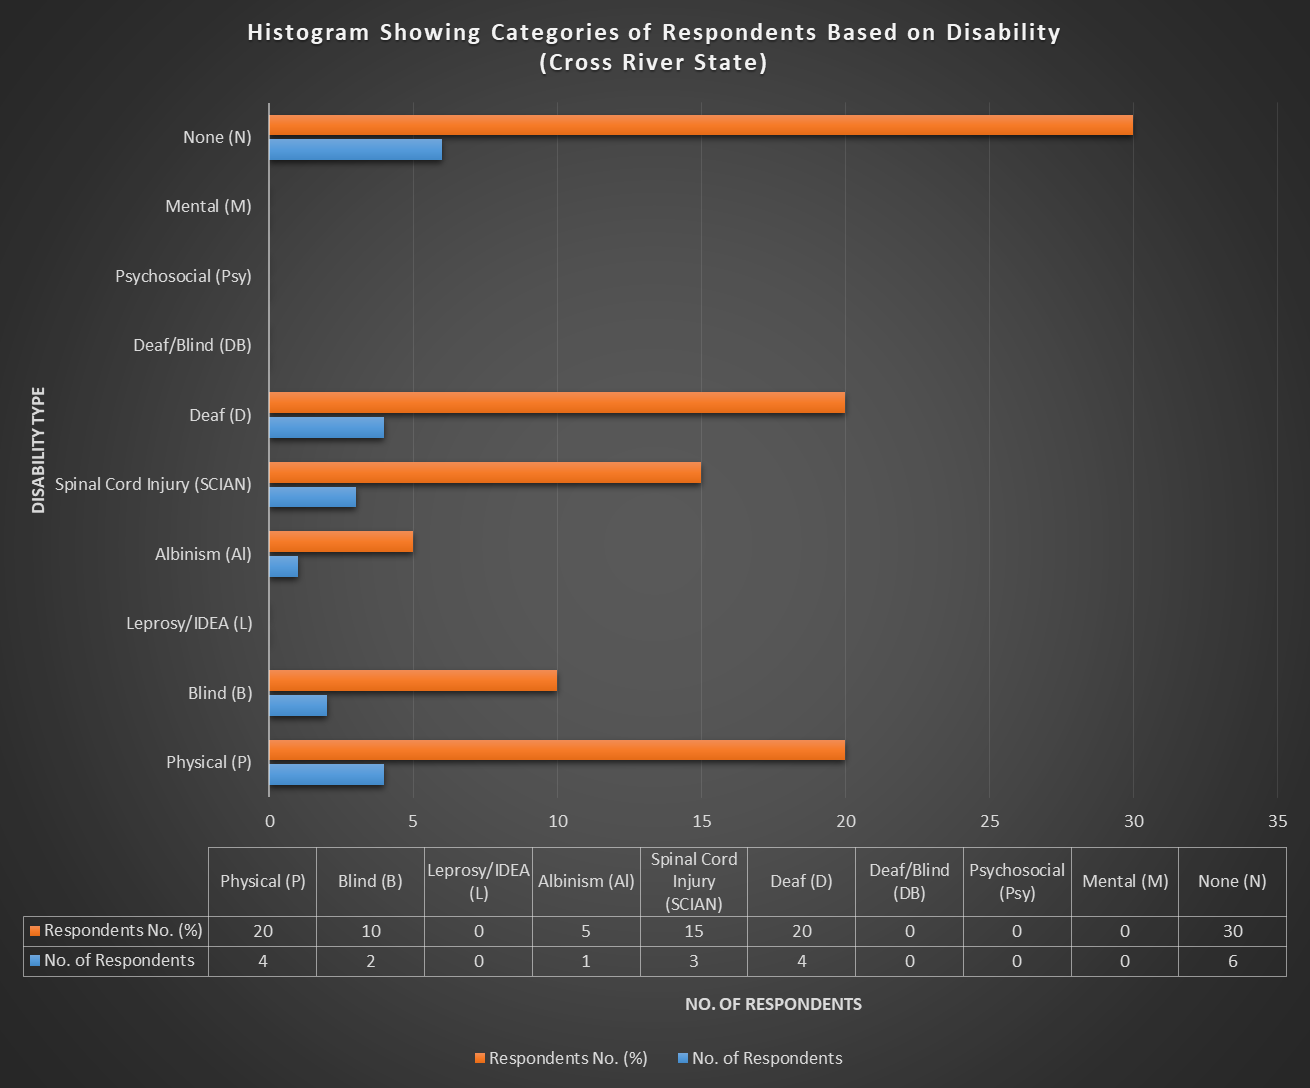 Histogram Showing Categories of Respondents Based on Disability
(Cross River State)
DISABILITY TYPE
None (N)
Mental (M)
Psychosocial (Psy)
Deaf/Blind (DB)
Deaf (D)
Spinal Cord Injury (SCIAN)
Albinism (Al)
Leprosy/IDEA (L)
Blind (B)
Physical (P)
0 5 10 15 20 25 30 35
Physical (P) Blind (B) Leprosy/IDEA (L) Albinism (Al) Spinal Cord Injury (SCIAN) Deaf (D) Deaf/Blind (DB) Psychosocial (Psy) Mental (M) None (N)
Respondents No. (%) 20 10 0 5 15 20 0 0 0 30
No. of Respondents 4 2 0 1 3 4 0 0 0 6
NO. OF RESPONDENTS
Respondents No. (%) No. of Respondents